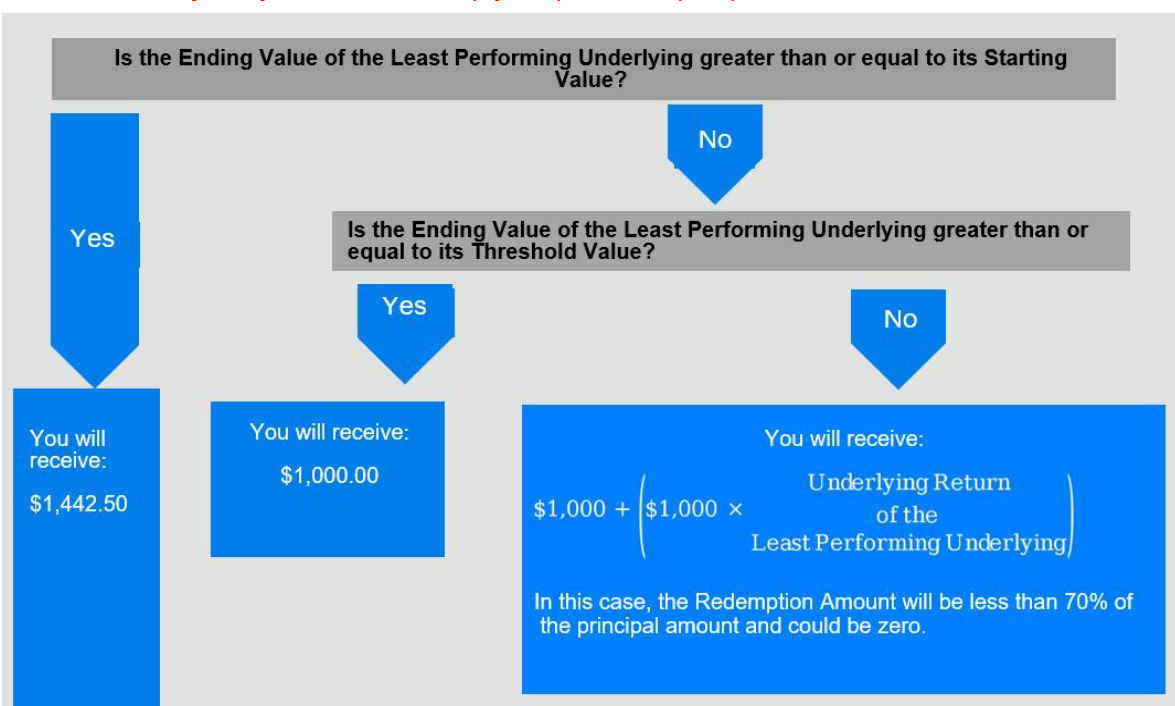 Is the Ending Value of the Least Performing Underlying greater than or equal to its Starting
Value?
No
Yes
Is the Ending Value of the Least Performing Underlying greater than or
equal to its Threshold Value?
Yes
No
You will
receive:
$1,442.50
You will receive:
$1,000.00
You will receive:
$1,000 + ($1,000 × Underlying Return
of the
Least Performing Underlying)
In this case, the Redemption Amount will be less than 70% of
the principal amount and could be zero.